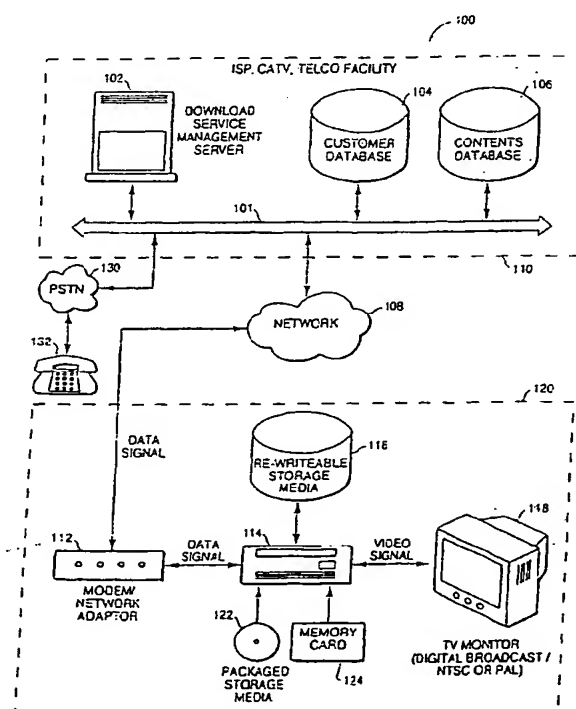 100
ISP, CATV, TELCO FACILITY
102
DOWNLOAD
SERVICE
MANAGEMENT
SERVER
104
CUSTOMER
DATABASE
106
CONTENTS
DATABASE
101
110
130
PSTN
132
NETWORK
108
120
DATA
SIGNAL
RE-WRITEABLE
STORAGE
MEDIA
116
112
MODEM/
NETWORK
ADAPTOR
DATA
SIGNAL
114
VIDEO
SIGNAL
118
TV MONITOR
(DIGITAL BROADCAST /
NTSC OR PAL)
122
PACKAGED
STORAGE
MEDIA
MEMORY
CARD
124